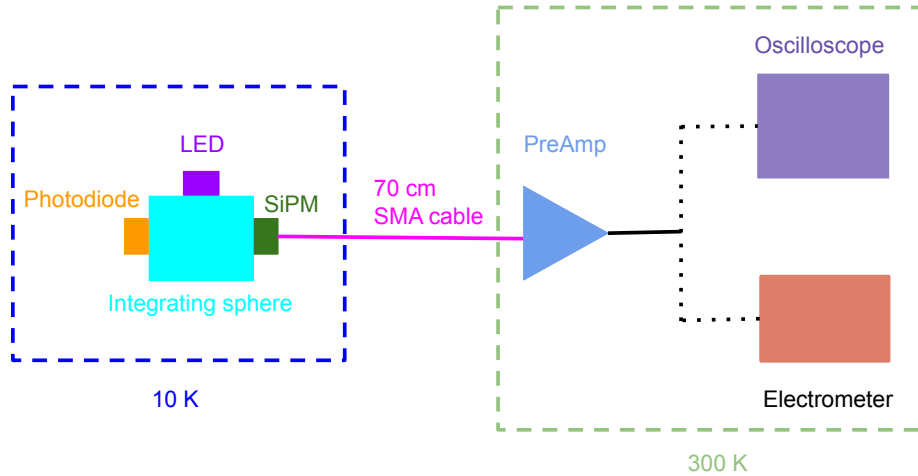 Oscilloscope
LED
PreAmp
Photodiode
SiPM
70 cm
SMA cable
Integrating sphere
10 K
Electrometer
300 K